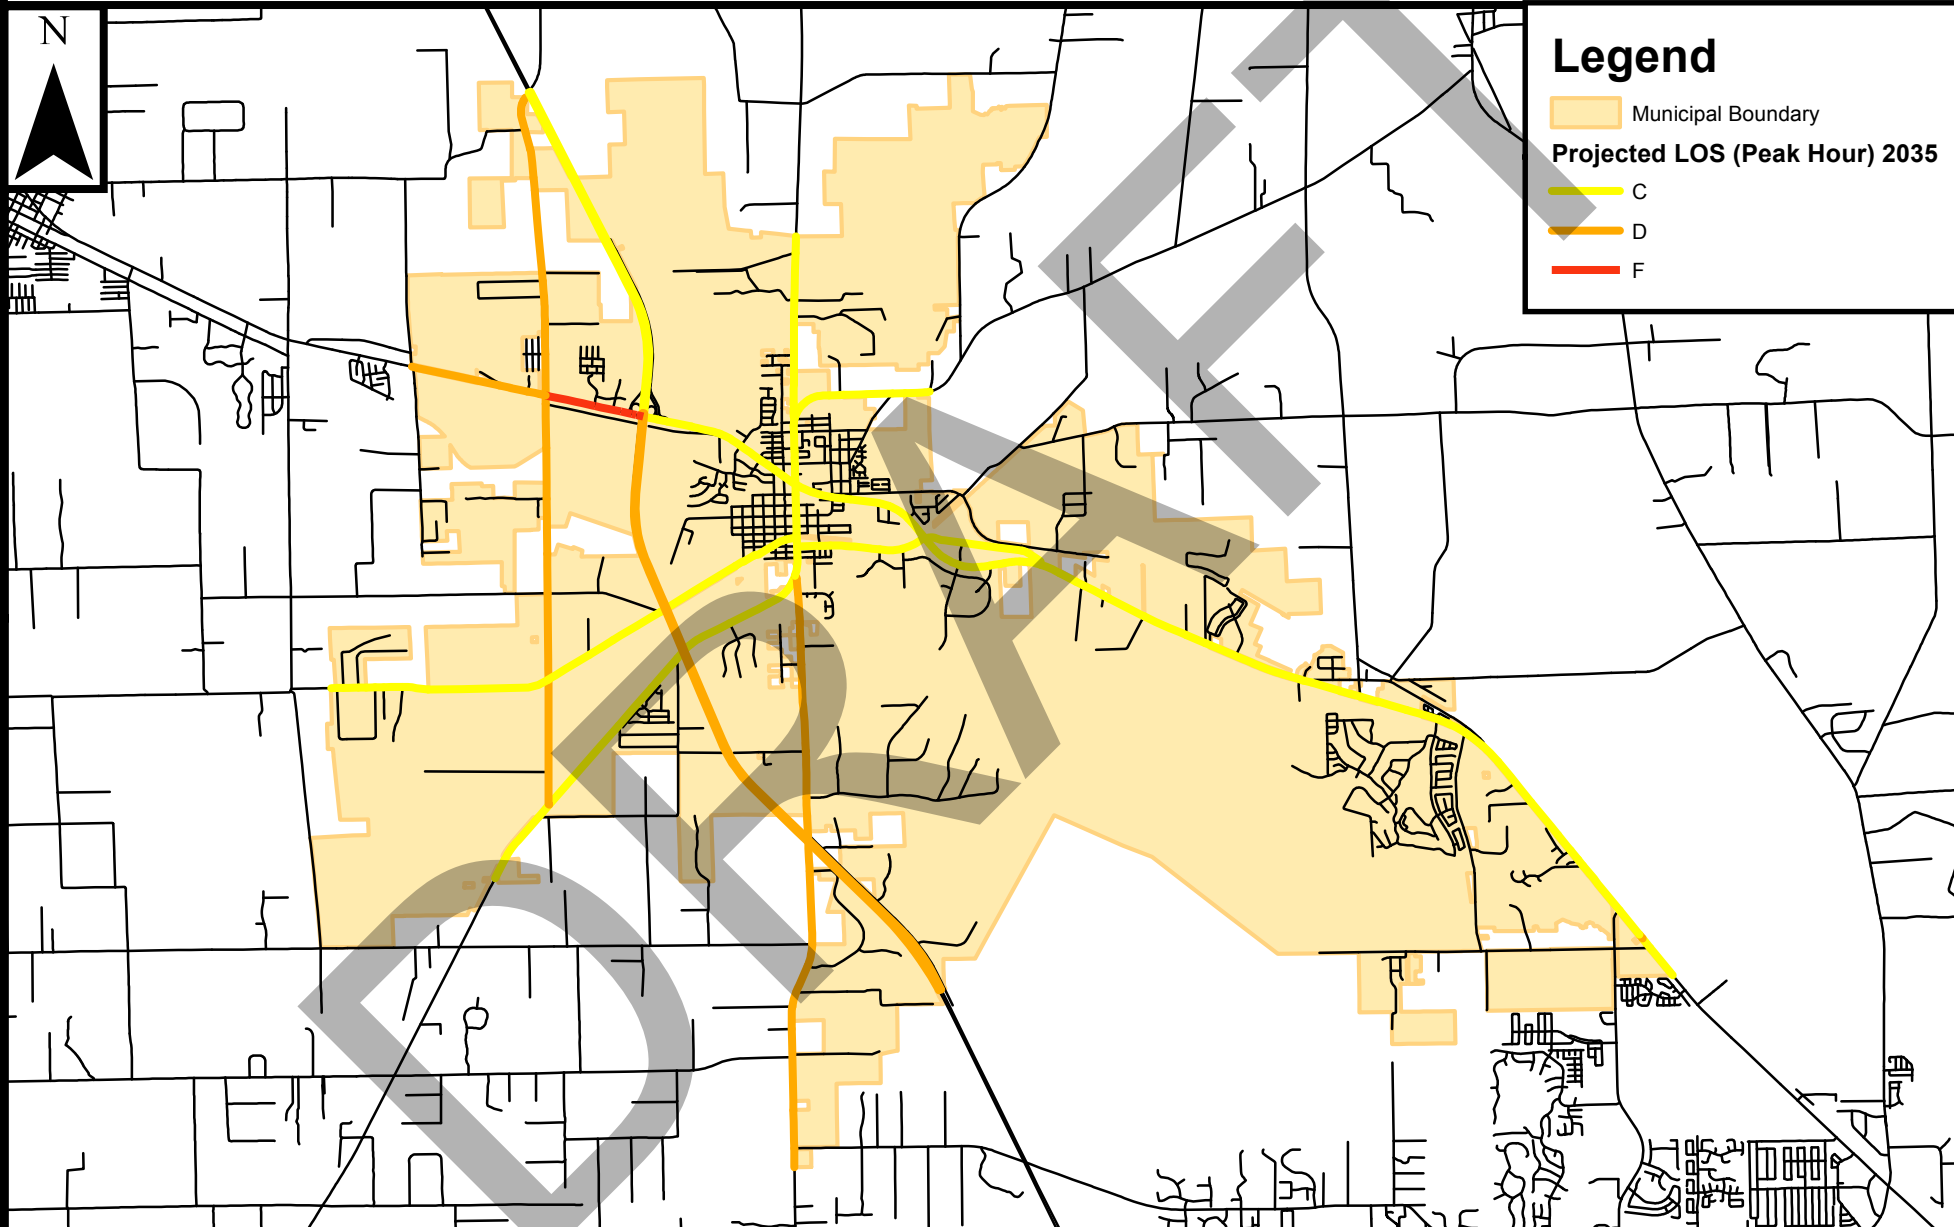 N
Legend
Municipal Boundary
Projected LOS (Peak Hour) 2035
C
D
F
DRAFT